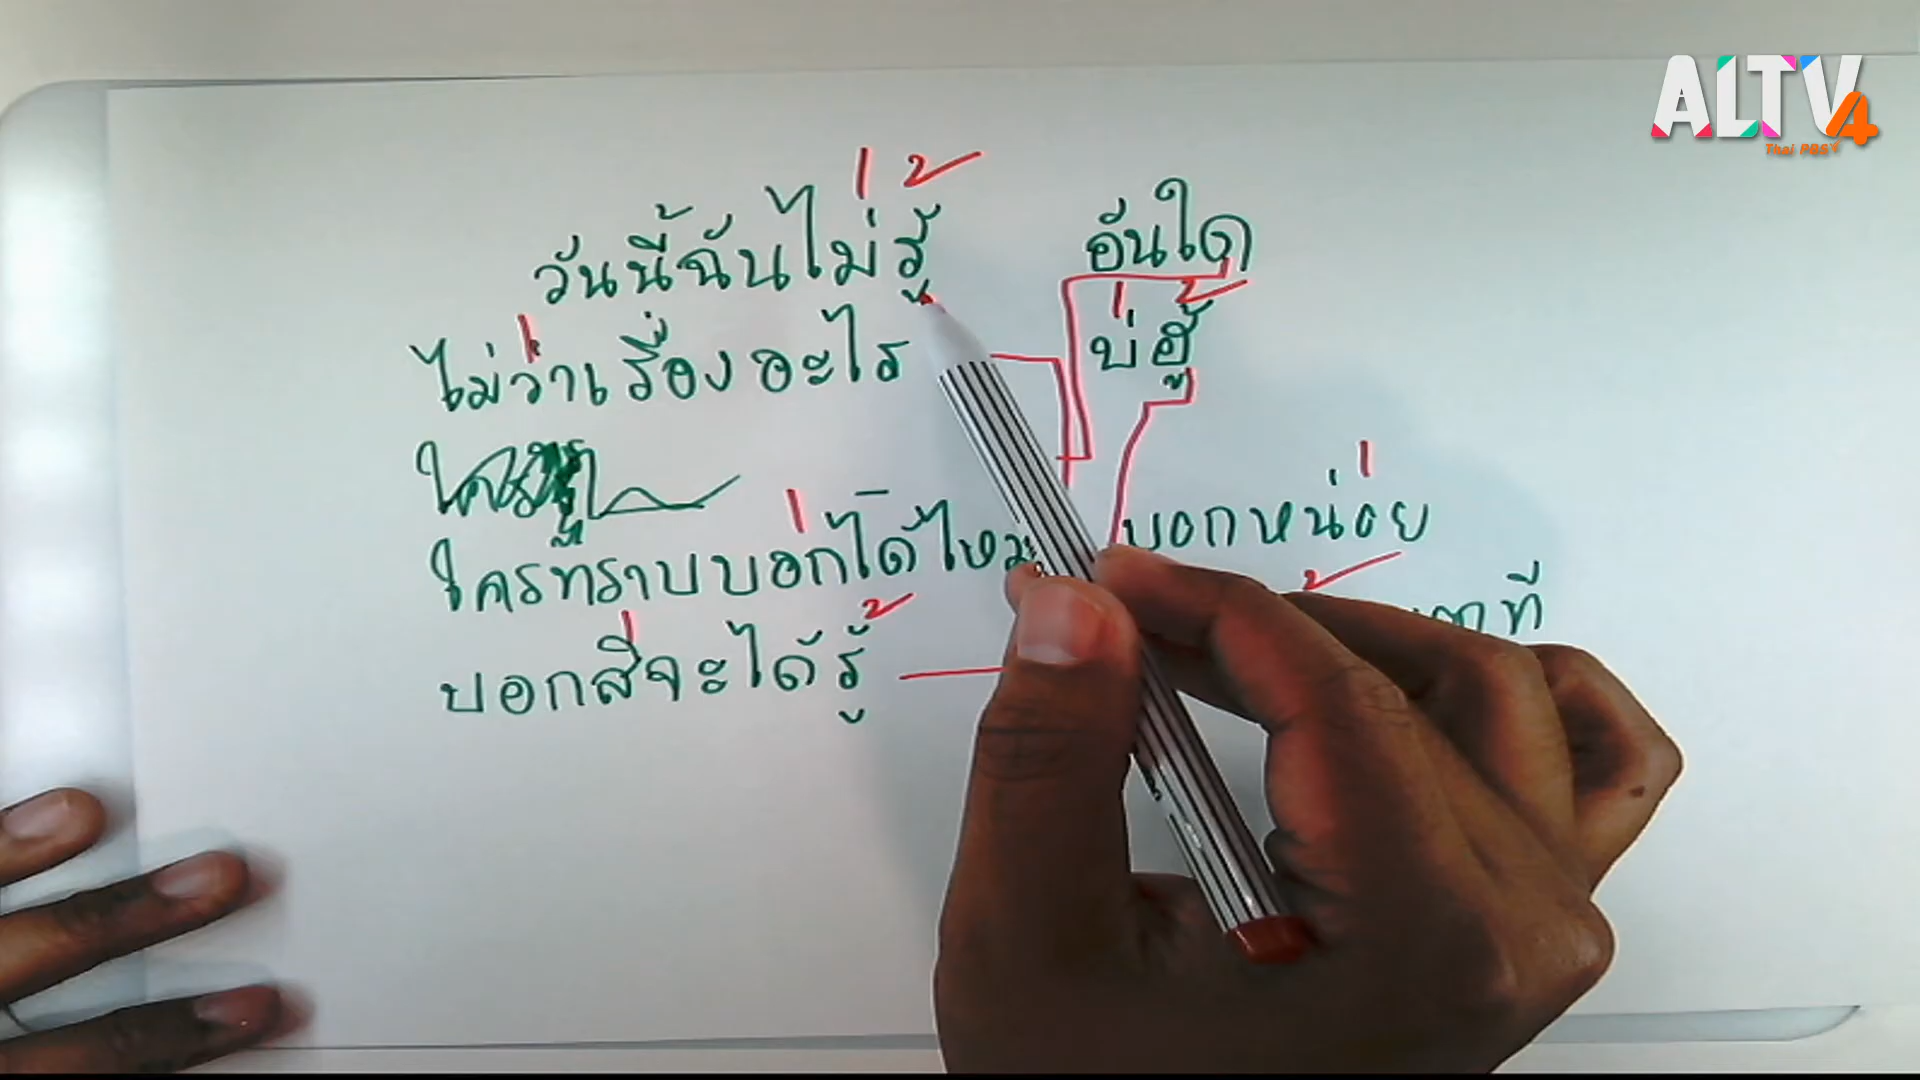 วันนี้ฉันไม่รู้
ไม่ว่าเรื่องอะไร
ใครทราบบอกได้ไหม
บอกสี่จะได้รู้
อันใด
บ่ฮู้
บอกหน่อย
ที
ALTV4
Thai PBS